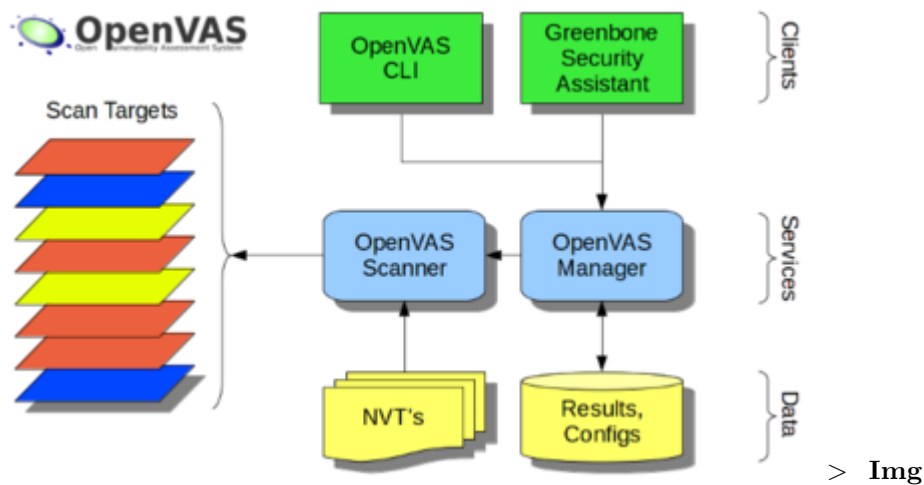 OpenVAS
Open Vulnerability Assessment System
Scan Targets
OpenVAS
CLI
Greenbone
Security
Assistant
Clients
OpenVAS
Scanner
OpenVAS
Manager
Services
NVT's
Results,
Configs
Data
> Img